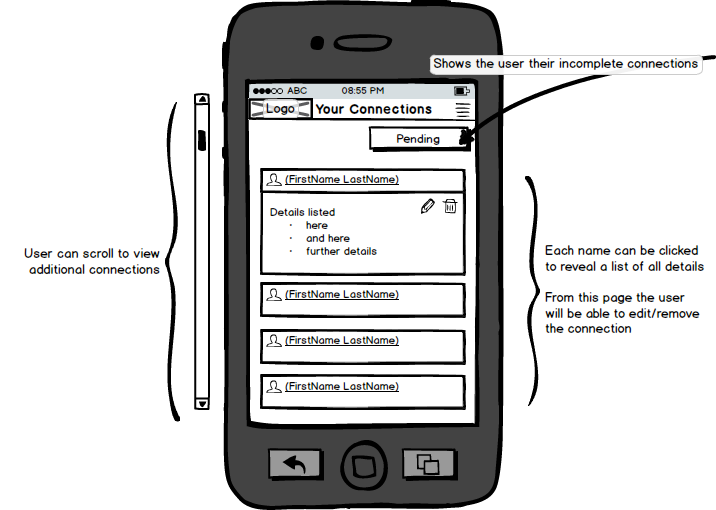 Shows the user their incomplete connections
ABC 08:55 PM
Logo Your Connections
Pending
(FirstName LastName)
Details listed
· here
· and here
· further details
(FirstName LastName)
(FirstName LastName)
(FirstName LastName)
User can scroll to view
additional connections
Each name can be clicked
to reveal a list of all details
From this page the user
will be able to edit/remove
the connection